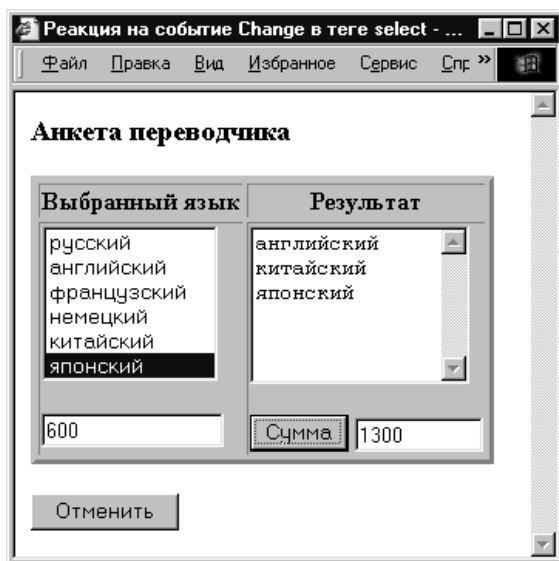 Реакция на событие Change в теге select - ...
Файл Правка Вид Избранное Сервис Спр »
Анкета переводчика
Выбранный язык Результат
русский
английский
французский
немецкий
китайский
японский
английский
китайский
японский
600
Сумма 1300
Отменить